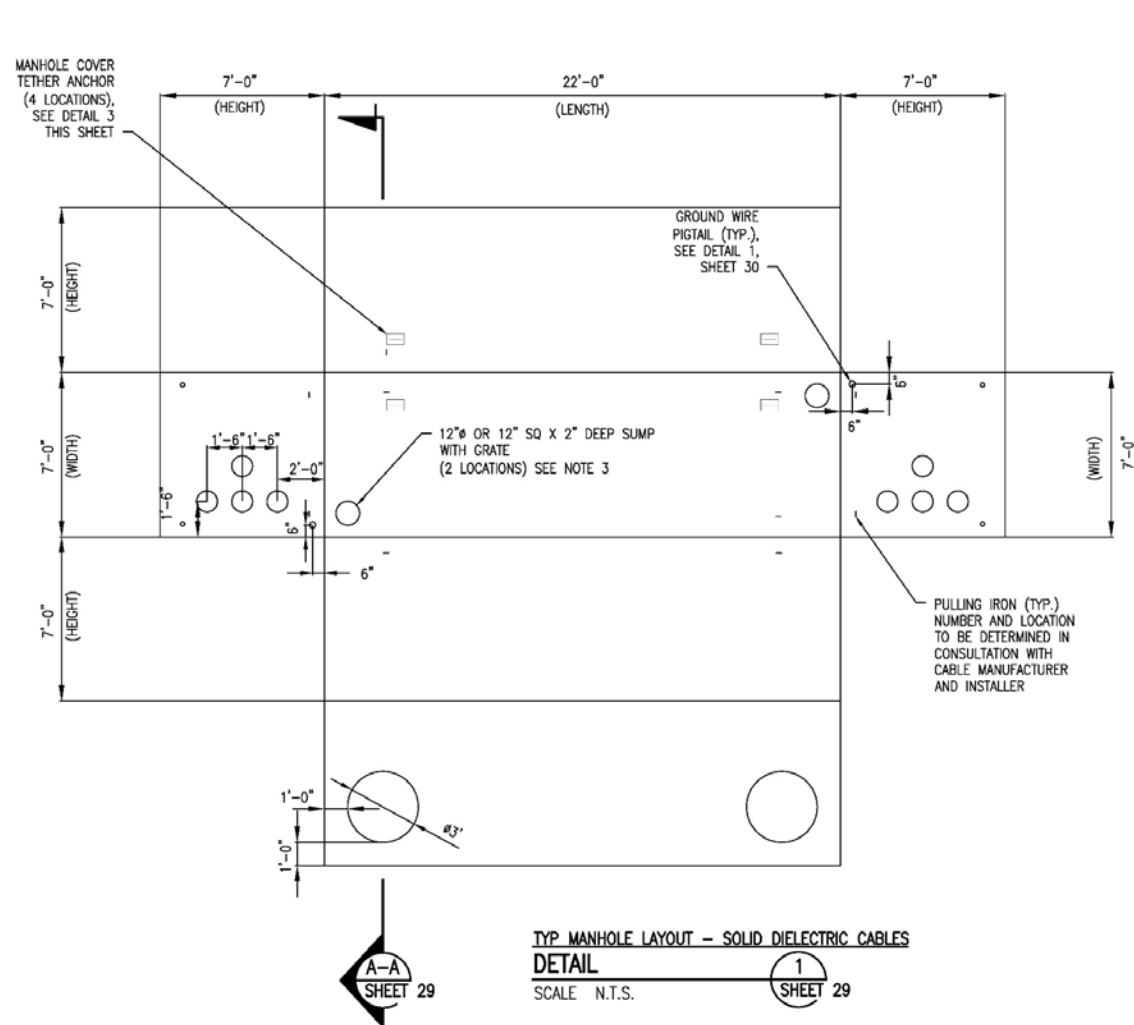 MANHOLE COVER
TETHER ANCHOR
(4 LOCATIONS),
SEE DETAIL 3
THIS SHEET
7'-0"
(HEIGHT)
22'-0"
(LENGTH)
7'-0"
(HEIGHT)
GROUND WIRE
PIGTAIL (TYP.),
SEE DETAIL 1,
SHEET 30
7'-0"
(HEIGHT)
6"
6"
7'-0"
(WIDTH)
1'-6"
1'-6"
2'-0"
1'-6"
12"ø OR 12" SQ X 2" DEEP SUMP
WITH GRATE
(2 LOCATIONS) SEE NOTE 3
(WIDTH)
7'-0"
6"
6"
7'-0"
(HEIGHT)
PULLING IRON (TYP.)
NUMBER AND LOCATION
TO BE DETERMINED IN
CONSULTATION WITH
CABLE MANUFACTURER
AND INSTALLER
1'-0"
ø3'
1'-0"
A-A
SHEET 29
TYP MANHOLE LAYOUT – SOLID DIELECTRIC CABLES
DETAIL
SCALE N.T.S.
1
SHEET 29